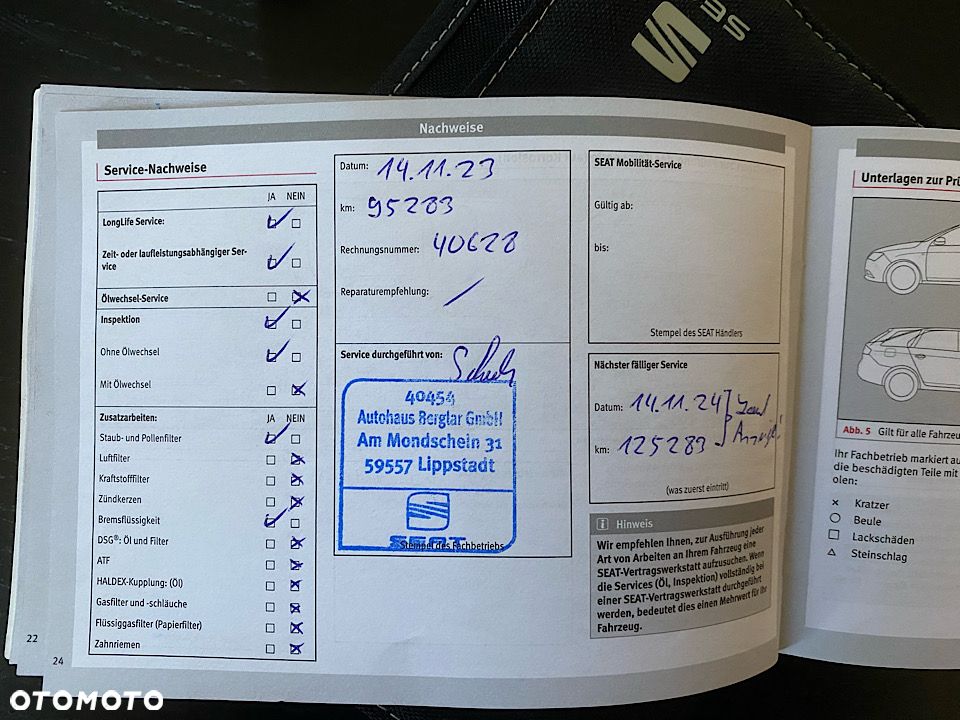 SEAT
Nachweise
Service-Nachweise
JA NEIN
LongLife Service:
Zeit- oder laufleistungsabhängiger Ser-
vice
Ölwechsel-Service
Inspektion
Ohne Ölwechsel
Mit Ölwechsel
Zusatzarbeiten: JA NEIN
Staub- und Pollenfilter
Luftfilter
Kraftstofffilter
Zündkerzen
Bremsflüssigkeit
DSG®: Öl und Filter
ATF
HALDEX-Kupplung: (Öl)
Gasfilter und -schläuche
Flüssiggasfilter (Papierfilter)
Zahnriemen
22
24
Datum: 14.11.23
km: 95283
Rechnungsnummer: 40628
Reparaturempfehlung: /
Service durchgeführt von:
40454
Autohaus Berglar GmbH
Am Mondschein 31
59557 Lippstadt
SEAT
Stempel des Fachbetriebs
SEAT Mobilität-Service
Gültig ab:
bis:
Stempel des SEAT Händlers
Nächster fälliger Service
Datum: 14.11.24
km: 125283
(was zuerst eintritt)
i Hinweis
Wir empfehlen Ihnen, zur Ausführung jeder
Art von Arbeiten an Ihrem Fahrzeug eine
SEAT-Vertragswerkstatt aufzusuchen. Wenn
die Services (Öl, Inspektion) vollständig bei
einer SEAT-Vertragswerkstatt durchgeführt
werden, bedeutet dies einen Mehrwert für Ihr
Fahrzeug.
Unterlagen zur Prü
Abb. 5 Gilt für alle Fahrzeu
Ihr Fachbetrieb markiert au
die beschädigten Teile mit
olen:
× Kratzer
○ Beule
□ Lackschäden
△ Steinschlag
OTOMOTO